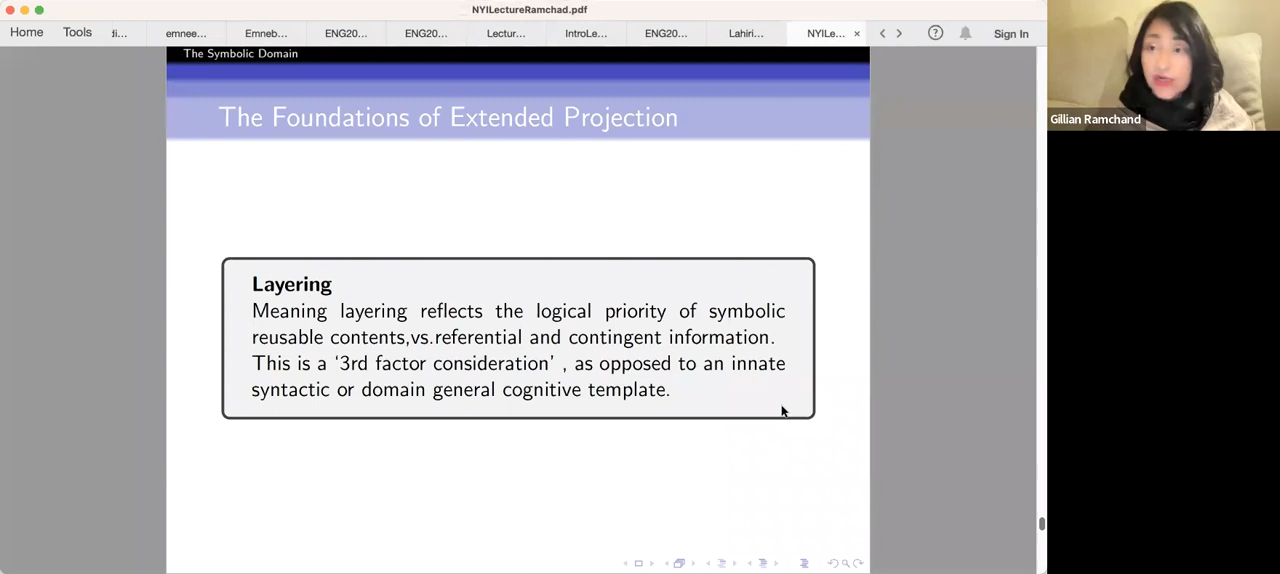 NYILectureRamchad.pdf
Home Tools di... emnee... Emneb... ENG20... ENG20... Lectur... IntroLe... ENG20... Lahiri... NYILe... × Sign In
The Symbolic Domain
The Foundations of Extended Projection
Gillian Ramchand
Layering
Meaning layering reflects the logical priority of symbolic
reusable contents,vs.referential and contingent information.
This is a ‘3rd factor consideration’ , as opposed to an innate
syntactic or domain general cognitive template.